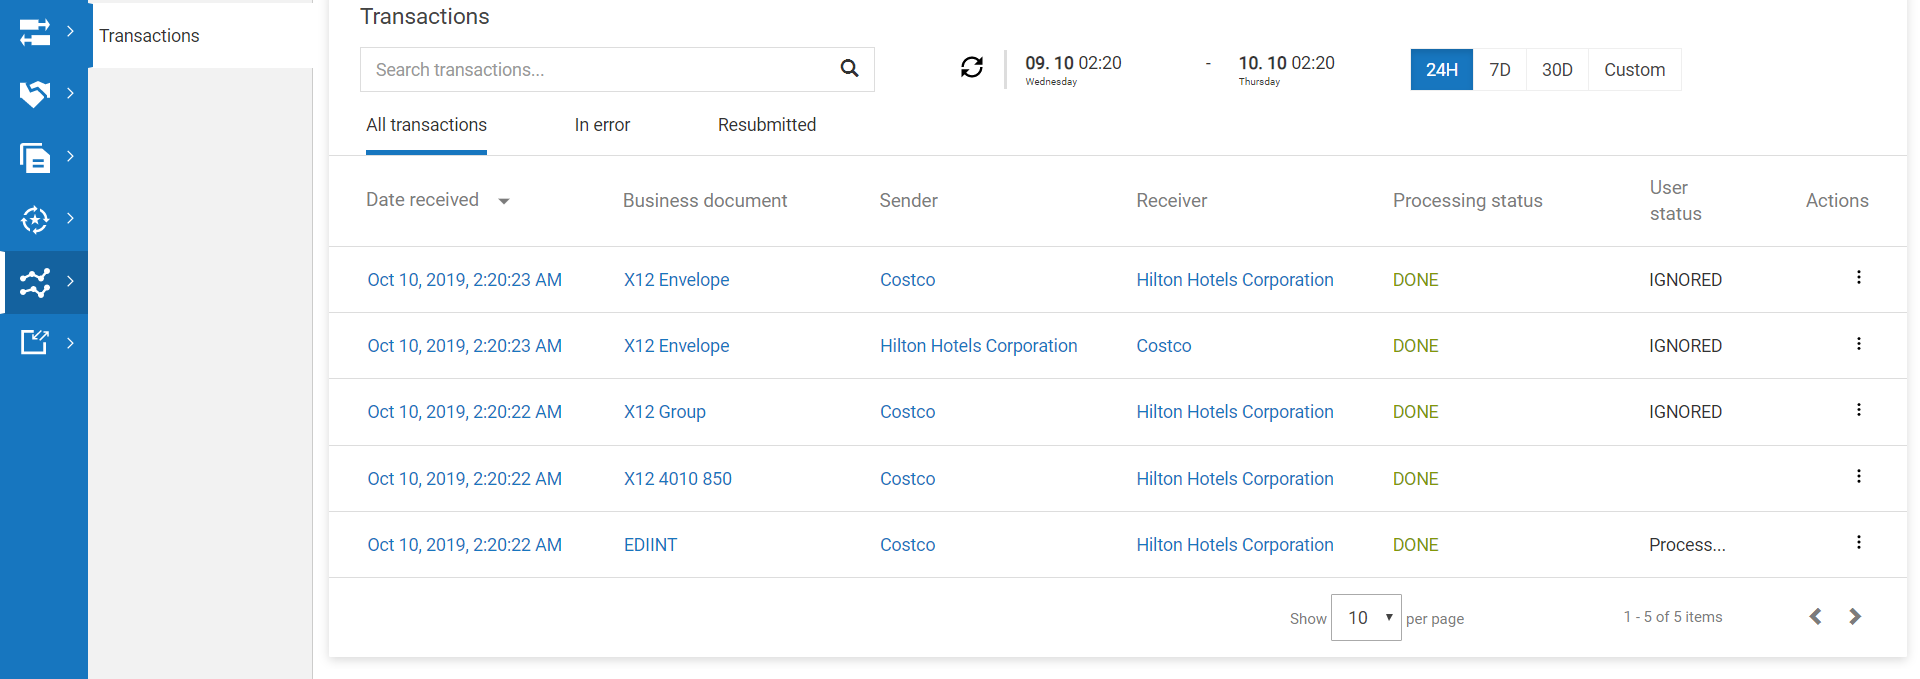 Transactions
Transactions
Search transactions...
09. 10 02:20 - 10. 10 02:20
Wednesday Thursday
24H 7D 30D Custom
All transactions In error Resubmitted
Date received Business document Sender Receiver Processing status User status Actions
Oct 10, 2019, 2:20:23 AM X12 Envelope Costco Hilton Hotels Corporation DONE IGNORED
Oct 10, 2019, 2:20:23 AM X12 Envelope Hilton Hotels Corporation Costco DONE IGNORED
Oct 10, 2019, 2:20:22 AM X12 Group Costco Hilton Hotels Corporation DONE IGNORED
Oct 10, 2019, 2:20:22 AM X12 4010 850 Costco Hilton Hotels Corporation DONE
Oct 10, 2019, 2:20:22 AM EDIINT Costco Hilton Hotels Corporation DONE Process...
Show 10 per page 1 - 5 of 5 items